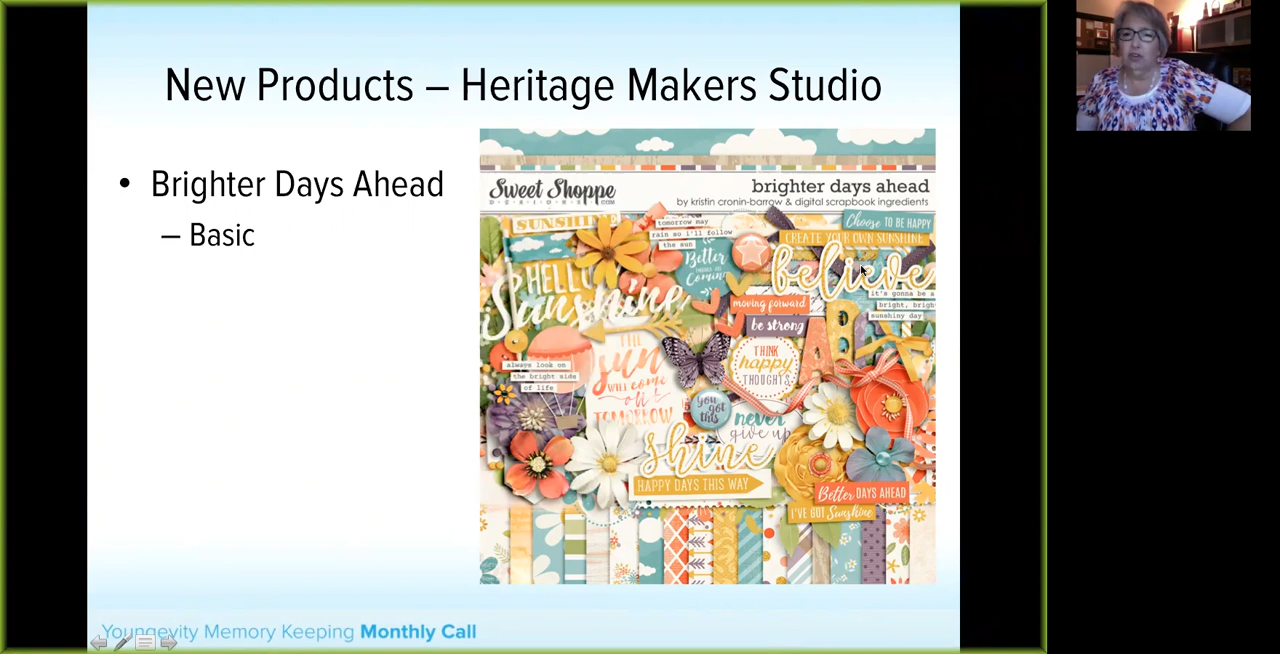 New Products – Heritage Makers Studio
• Brighter Days Ahead
– Basic
Sweet Shoppe
DESIGNS.COM
brighter days ahead
by kristin cronin-barrow & digital scrapbook ingredients
SUNSHINE
tomorrow may
rain so i'll follow
the sun
Choose TO BE HAPPY
CREATE YOUR OWN SUNSHINE
Better
THINGS ARE
Coming
believe
HELLO
Sunshine
it's gonna be a
bright, brigh
sunshiny day
moving forward
be strong
THE
sun
WILL COME
out
TOMORROW
always look on
the bright side
of life
THINK
happy
THOUGHTS
you
got
this
never
give up
shine
HAPPY DAYS THIS WAY
Better DAYS AHEAD
I'VE GOT Sunshine
Youngevity Memory Keeping Monthly Call